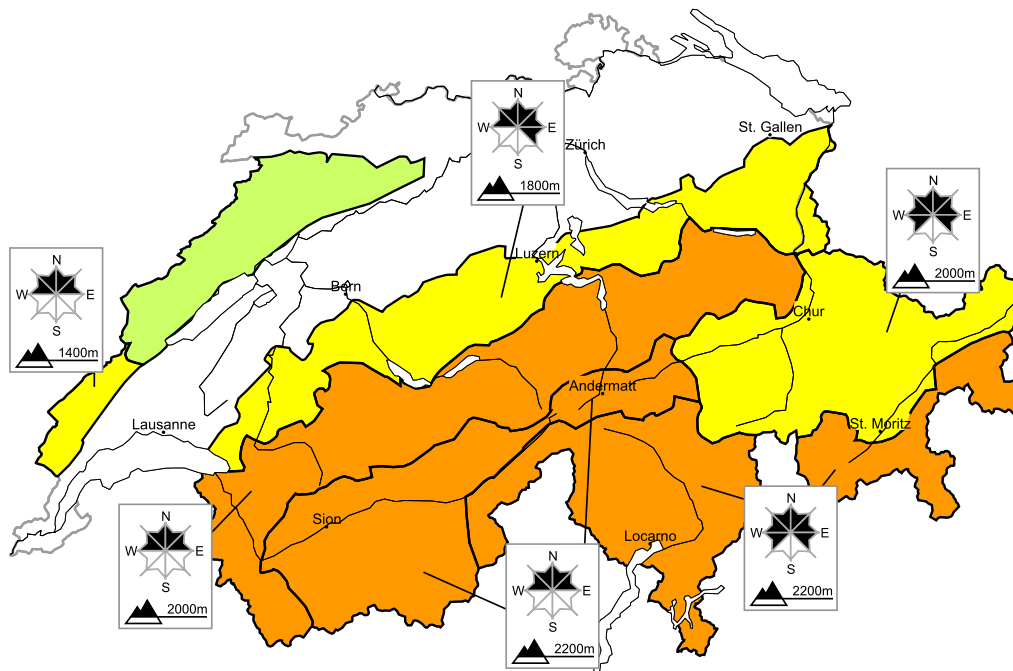 N
W E
S
1800m
St. Gallen
Zürich
N
W E
S
2000m
N
W E
S
1400m
Luzern
Bern
Chur
Andermatt
Lausanne
St. Moritz
Sion
Locarno
N
W E
S
2000m
N
W E
S
2200m
N
W E
S
2200m